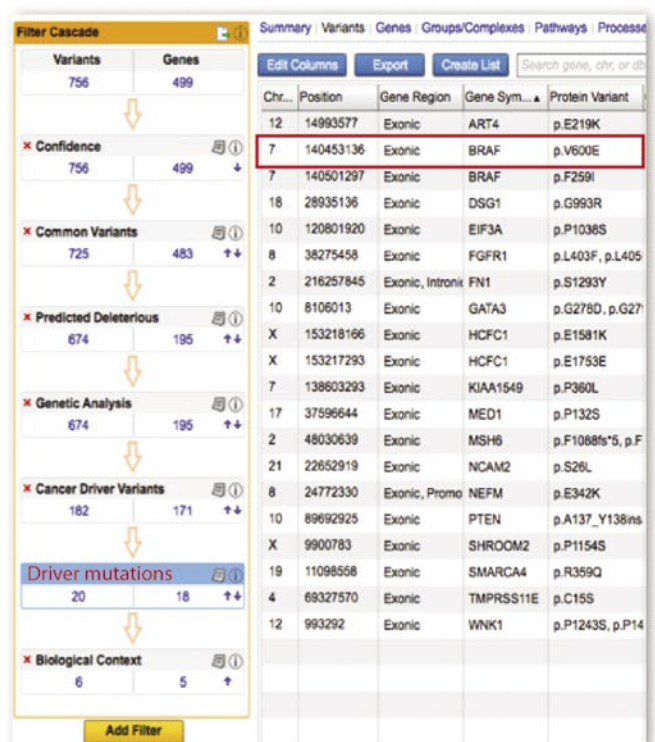 Filter Cascade
Variants Genes
756 499
Confidence
756 499
Common Variants
725 483
Predicted Deleterious
674 195
Genetic Analysis
674 195
Cancer Driver Variants
182 171
Driver mutations
20 18
Biological Context
6 5
Add Filter
Summary Variants Genes Groups/Complexes Pathways Processe
Edit Columns Export Create List Search gene, chr, or db
Chr... Position Gene Region Gene Sym... Protein Variant
12 14993577 Exonic ART4 p.E219K
7 140453136 Exonic BRAF p.V600E
7 140501297 Exonic BRAF p.F259I
18 28935136 Exonic DSG1 p.G993R
10 120801920 Exonic EIF3A p.P1038S
8 38275458 Exonic FGFR1 p.L403F, p.L405
2 216257845 Exonic, Intronic FN1 p.S1293Y
10 8106013 Exonic GATA3 p.G278D, p.G27
X 153218166 Exonic HCFC1 p.E1581K
X 153217293 Exonic HCFC1 p.E1753E
7 138603293 Exonic KIAA1549 p.P360L
17 37596644 Exonic MED1 p.P132S
2 48030639 Exonic MSH6 p.F1088fs*5, p.F
21 22652919 Exonic NCAM2 p.S26L
8 24772330 Exonic, Promo NEFM p.E342K
10 89692925 Exonic PTEN p.A137_Y138ins
X 9900783 Exonic SHROOM2 p.P1154S
19 11098558 Exonic SMARCA4 p.R359Q
4 69327570 Exonic TMPRSS11E p.C15S
12 993292 Exonic WNK1 p.P1243S, p.P14